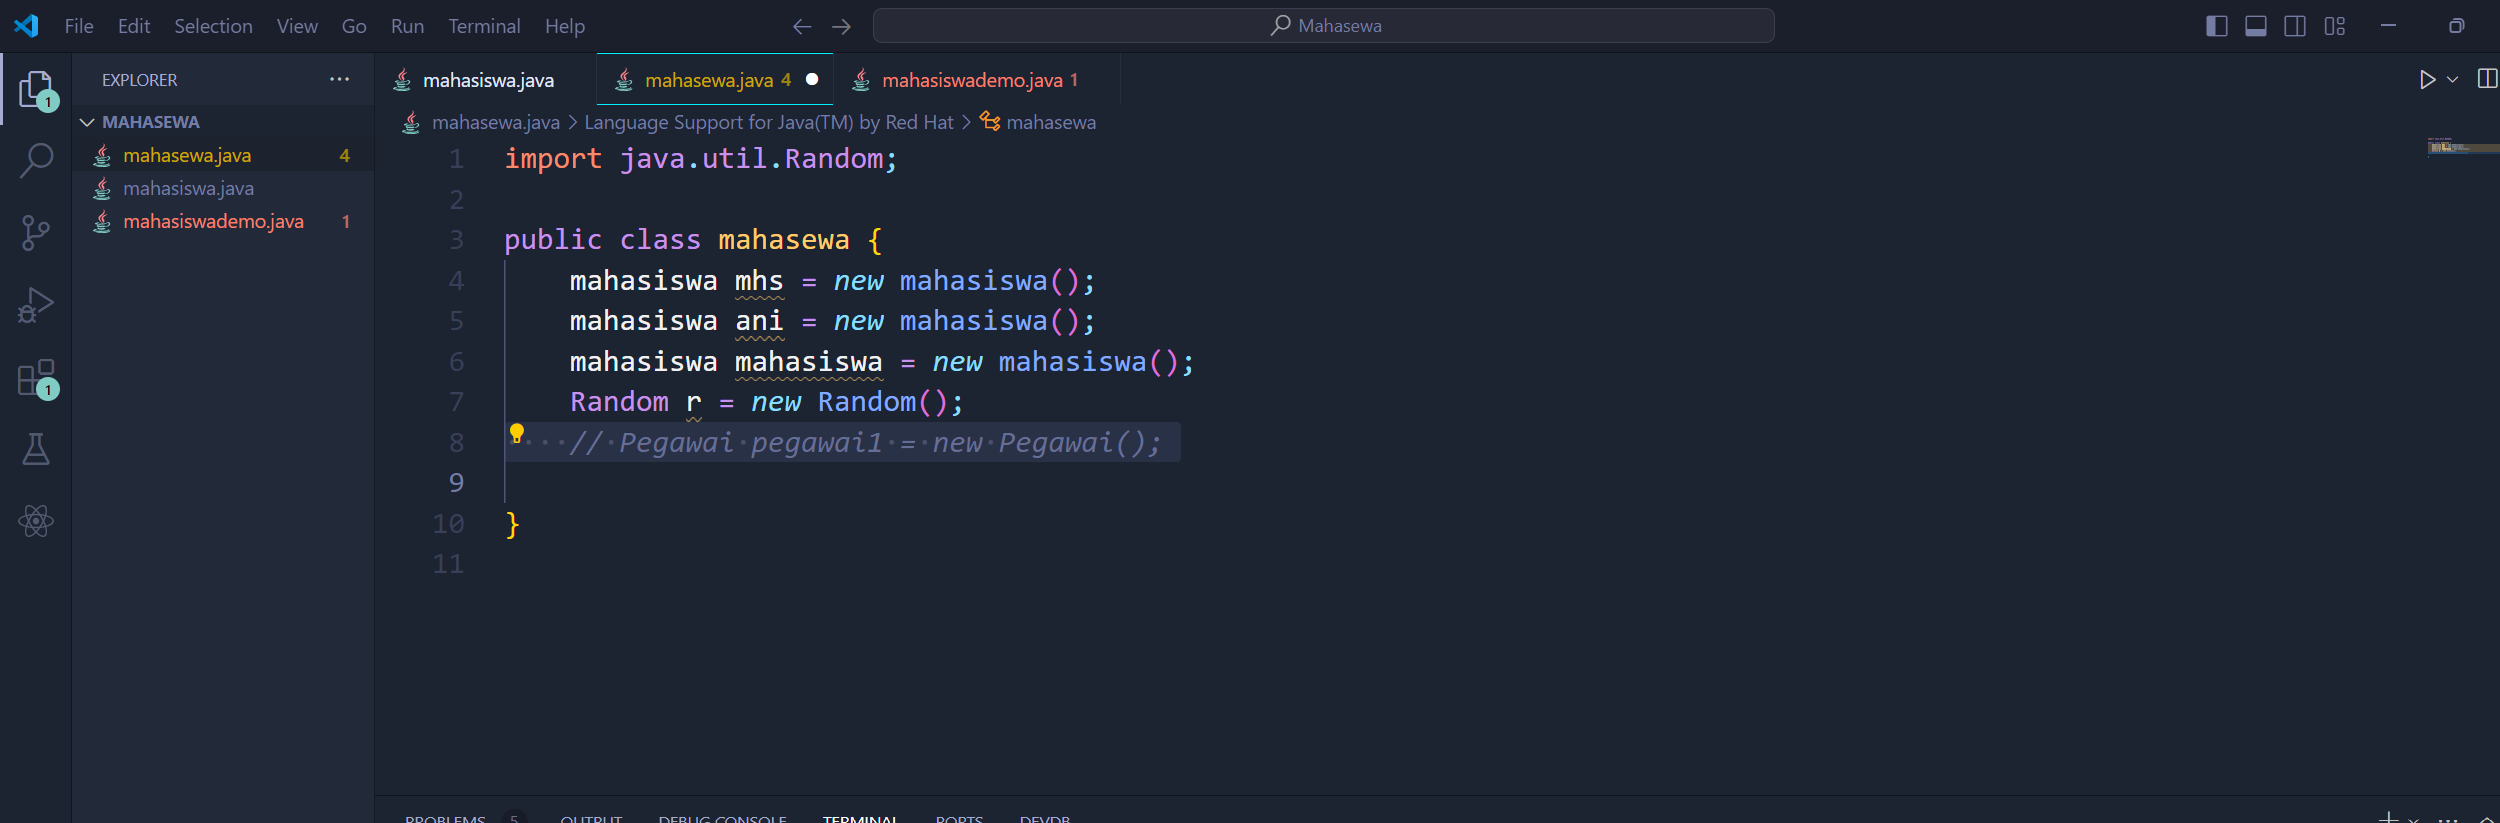 File Edit Selection View Go Run Terminal Help
Mahasewa
EXPLORER
MAHASEWA
mahasewa.java 4
mahasiswa.java
mahasiswademo.java 1
1
1
mahasiswa.java
mahasewa.java 4
mahasiswademo.java 1
mahasewa.java > Language Support for Java(TM) by Red Hat > mahasewa
1 import java.util.Random;
2
3 public class mahasewa {
4 mahasiswa mhs = new mahasiswa();
5 mahasiswa ani = new mahasiswa();
6 mahasiswa mahasiswa = new mahasiswa();
7 Random r = new Random();
8 // Pegawai pegawai1 = new Pegawai();
9
10 }
11
PROBLEMS 5 OUTPUT DEBUG CONSOLE TERMINAL PORTS DEVDB